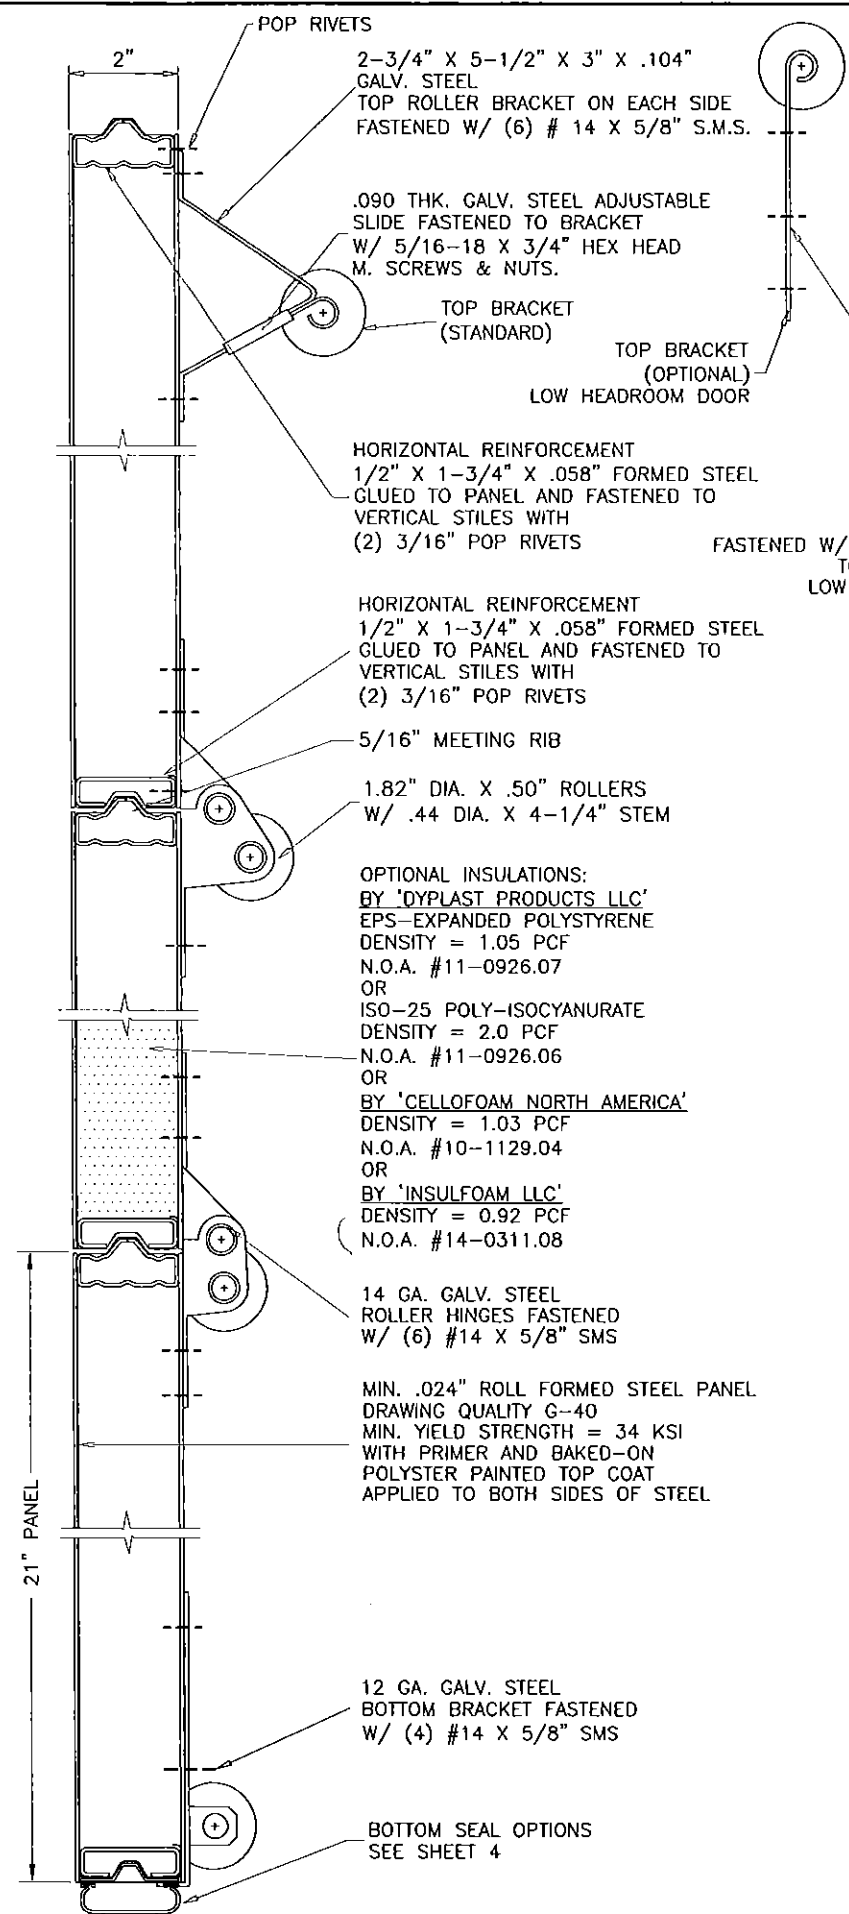 POP RIVETS
2"
2-3/4" X 5-1/2" X 3" X .104"
GALV. STEEL
TOP ROLLER BRACKET ON EACH SIDE
FASTENED W/ (6) # 14 X 5/8" S.M.S.
.090 THK. GALV. STEEL ADJUSTABLE
SLIDE FASTENED TO BRACKET
W/ 5/16-18 X 3/4" HEX HEAD
M. SCREWS & NUTS.
TOP BRACKET
(STANDARD)
TOP BRACKET
(OPTIONAL)
LOW HEADROOM DOOR
HORIZONTAL REINFORCEMENT
1/2" X 1-3/4" X .058" FORMED STEEL
GLUED TO PANEL AND FASTENED TO
VERTICAL STILES WITH
(2) 3/16" POP RIVETS
FASTENED W/
LOW
HORIZONTAL REINFORCEMENT
1/2" X 1-3/4" X .058" FORMED STEEL
GLUED TO PANEL AND FASTENED TO
VERTICAL STILES WITH
(2) 3/16" POP RIVETS
5/16" MEETING RIB
1.82" DIA. X .50" ROLLERS
W/ .44 DIA. X 4-1/4" STEM
OPTIONAL INSULATIONS:
BY 'DYPLAST PRODUCTS LLC'
EPS-EXPANDED POLYSTYRENE
DENSITY = 1.05 PCF
N.O.A. #11-0926.07
OR
ISO-25 POLY-ISOCYANURATE
DENSITY = 2.0 PCF
N.O.A. #11-0926.06
OR
BY 'CELLOFOAM NORTH AMERICA'
DENSITY = 1.03 PCF
N.O.A. #10-1129.04
OR
BY 'INSULFOAM LLC'
DENSITY = 0.92 PCF
N.O.A. #14-0311.08
14 GA. GALV. STEEL
ROLLER HINGES FASTENED
W/ (6) #14 X 5/8" SMS
MIN. .024" ROLL FORMED STEEL PANEL
DRAWING QUALITY G-40
MIN. YIELD STRENGTH = 34 KSI
WITH PRIMER AND BAKED-ON
POLYSTER PAINTED TOP COAT
APPLIED TO BOTH SIDES OF STEEL
21" PANEL
12 GA. GALV. STEEL
BOTTOM BRACKET FASTENED
W/ (4) #14 X 5/8" SMS
BOTTOM SEAL OPTIONS
SEE SHEET 4